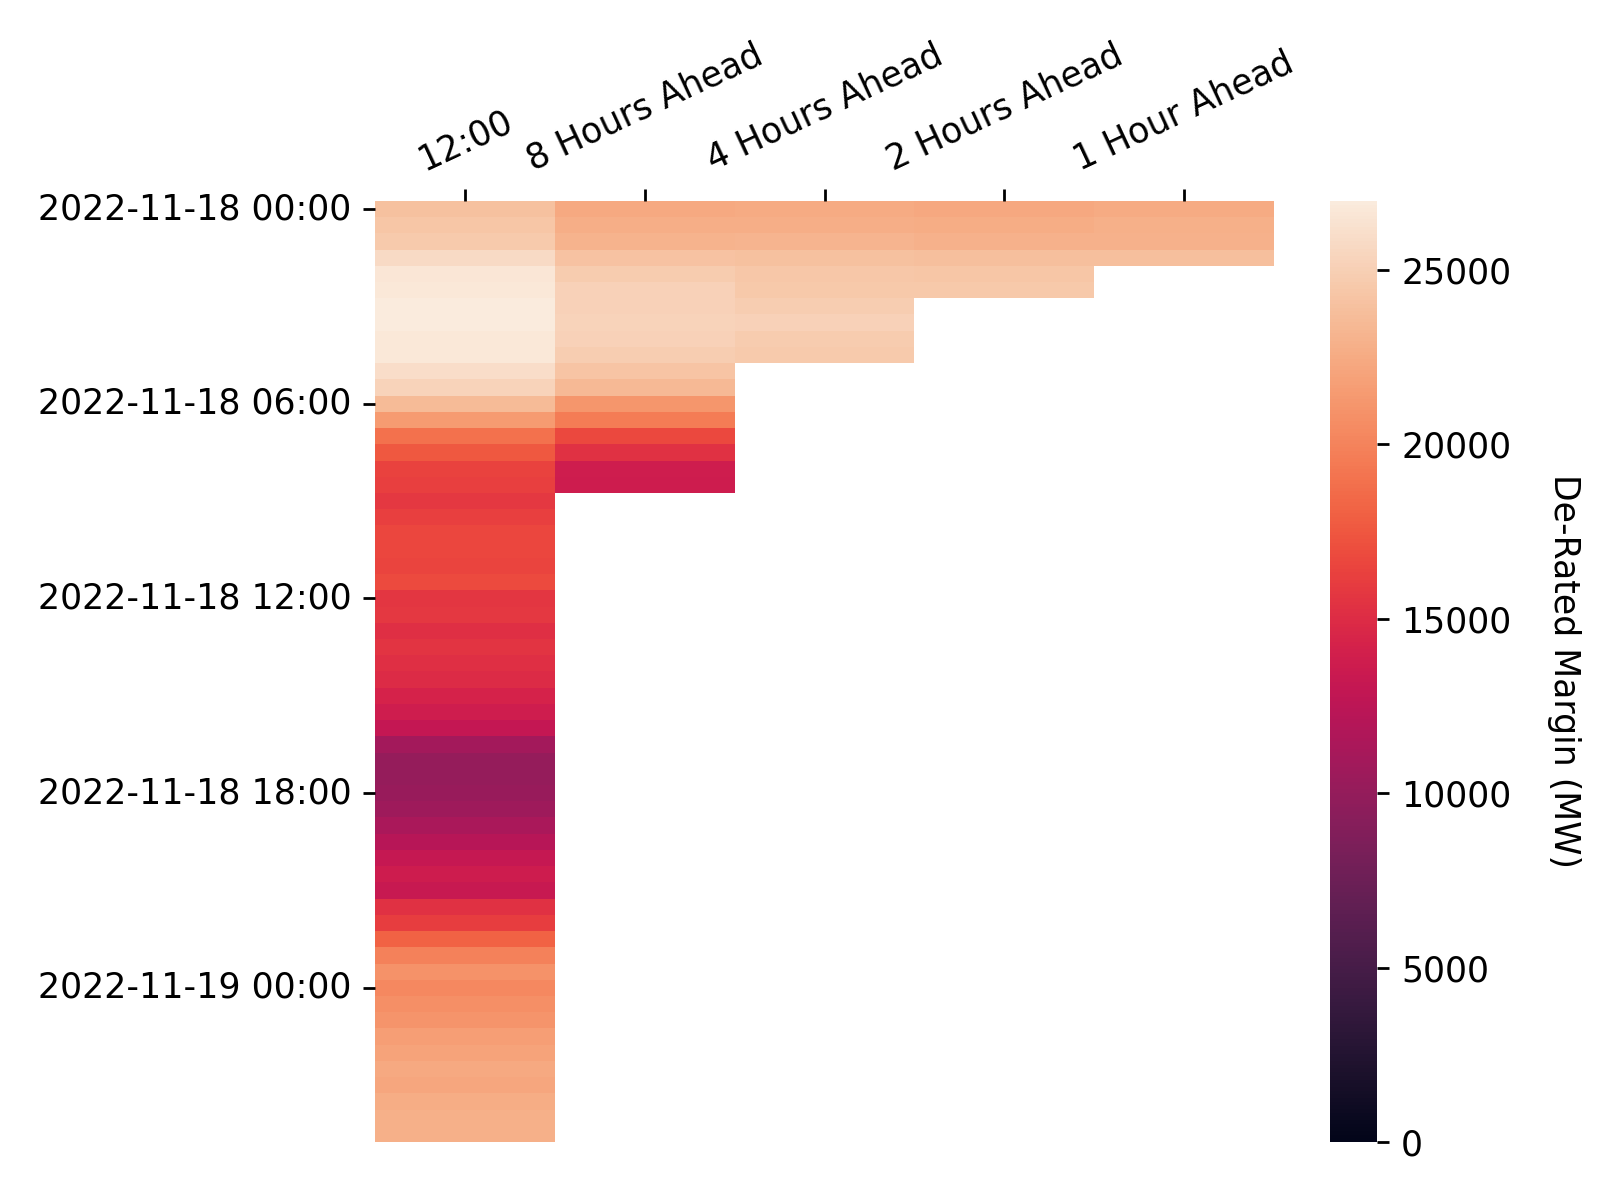 12:00
8 Hours Ahead
4 Hours Ahead
2 Hours Ahead
1 Hour Ahead
2022-11-18 00:00
2022-11-18 06:00
2022-11-18 12:00
2022-11-18 18:00
2022-11-19 00:00
25000
20000
15000
10000
5000
0
De-Rated Margin (MW)